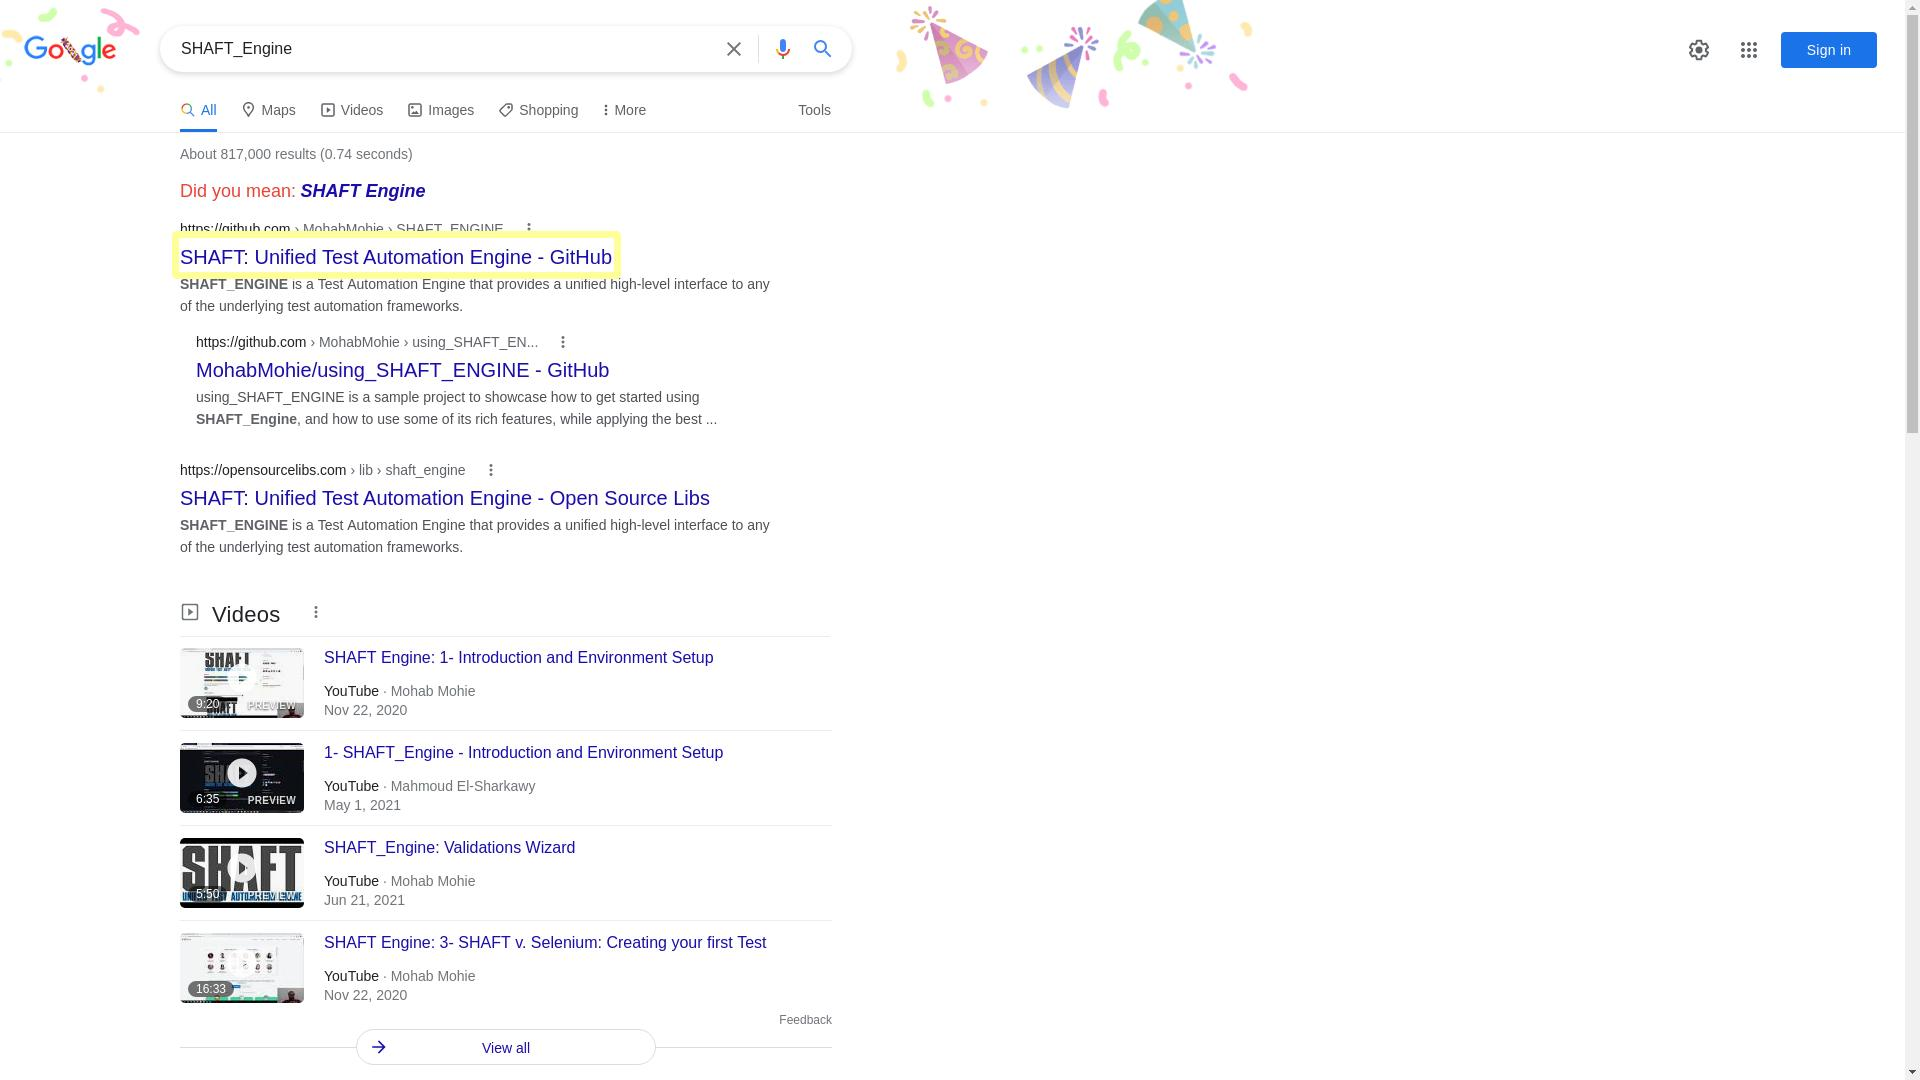 Google
SHAFT_Engine
Sign in
All
Maps
Videos
Images
Shopping
More
Tools
About 817,000 results (0.74 seconds)
Did you mean: SHAFT Engine
https://github.com › MohabMohie › SHAFT_ENGINE
SHAFT: Unified Test Automation Engine - GitHub
SHAFT_ENGINE is a Test Automation Engine that provides a unified high-level interface to any
of the underlying test automation frameworks.
https://github.com › MohabMohie › using_SHAFT_EN...
MohabMohie/using_SHAFT_ENGINE - GitHub
using_SHAFT_ENGINE is a sample project to showcase how to get started using
SHAFT_Engine, and how to use some of its rich features, while applying the best ...
https://opensourcelibs.com › lib › shaft_engine
SHAFT: Unified Test Automation Engine - Open Source Libs
SHAFT_ENGINE is a Test Automation Engine that provides a unified high-level interface to any
of the underlying test automation frameworks.
Videos
SHAFT
9:20
PREVIEW
SHAFT Engine: 1- Introduction and Environment Setup
YouTube · Mohab Mohie
Nov 22, 2020
6:35
PREVIEW
1- SHAFT_Engine - Introduction and Environment Setup
YouTube · Mahmoud El-Sharkawy
May 1, 2021
SHAFT
5:50
PREVIEW
SHAFT_Engine: Validations Wizard
YouTube · Mohab Mohie
Jun 21, 2021
16:33
SHAFT Engine: 3- SHAFT v. Selenium: Creating your first Test
YouTube · Mohab Mohie
Nov 22, 2020
Feedback
View all